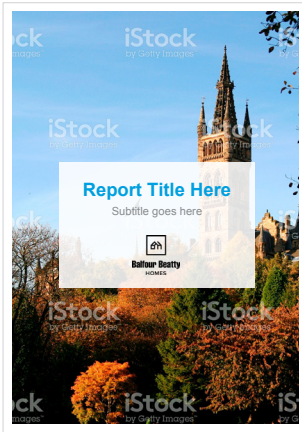 iStock
by Getty Images
iStock
by Getty Images
iStock
by Getty Images
iStock
Report Title Here
Subtitle goes here
Balfour Beatty
HOMES
iStock
by Getty Images
iStock
by Getty Images
iStock
by Getty Images